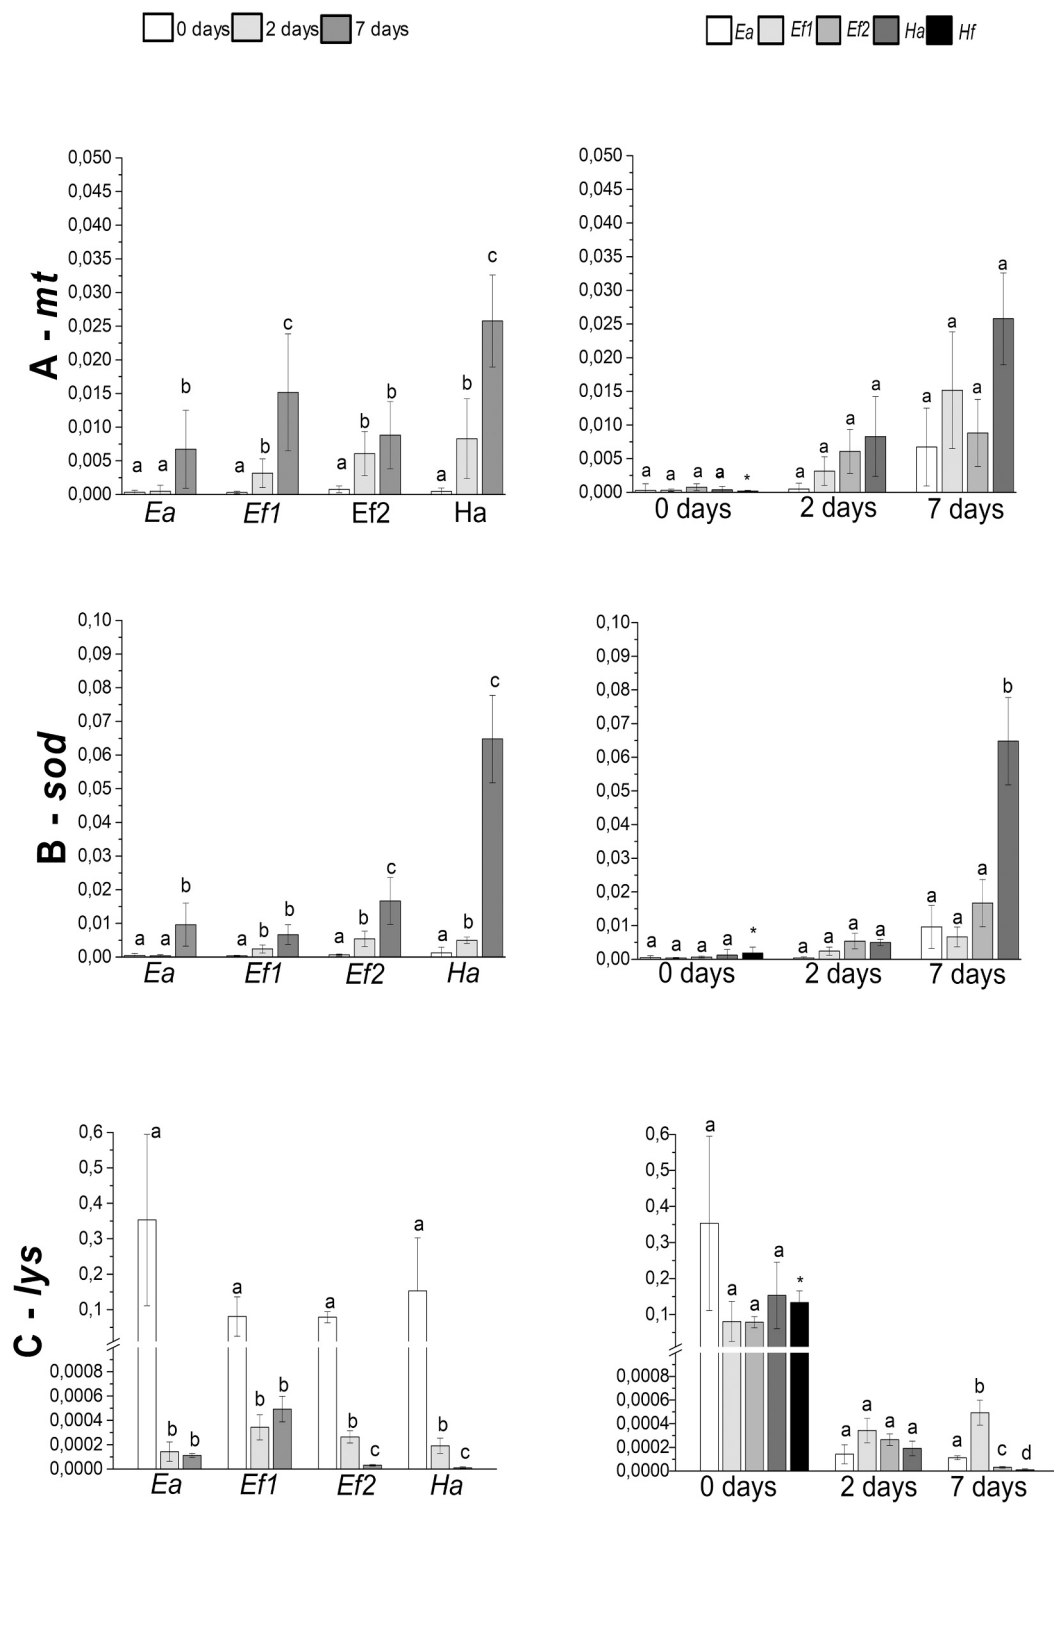 0 days 2 days 7 days
Ea Ef1 Ef2 Ha Hf
A - mt
0,050
0,045
0,040
0,035
0,030
0,025
0,020
0,015
0,010
0,005
0,000
a a b
a b c
a b b
a b c
Ea Ef1 Ef2 Ha
0,050
0,045
0,040
0,035
0,030
0,025
0,020
0,015
0,010
0,005
0,000
a a a a *
a a a a
a a a a
0 days 2 days 7 days
B - sod
0,10
0,09
0,08
0,07
0,06
0,05
0,04
0,03
0,02
0,01
0,00
a a b
a b b
a b c
a b c
Ea Ef1 Ef2 Ha
0,10
0,09
0,08
0,07
0,06
0,05
0,04
0,03
0,02
0,01
0,00
a a a a *
a a a a
a a a b
0 days 2 days 7 days
C - lys
0,6
0,5
0,4
0,3
0,2
0,1
0,0008
0,0006
0,0004
0,0002
0,0000
a b b
a b b
a b c
a b c
Ea Ef1 Ef2 Ha
0,6
0,5
0,4
0,3
0,2
0,1
0,0008
0,0006
0,0004
0,0002
0,0000
a a a a *
a a a a
a b c d
0 days 2 days 7 days